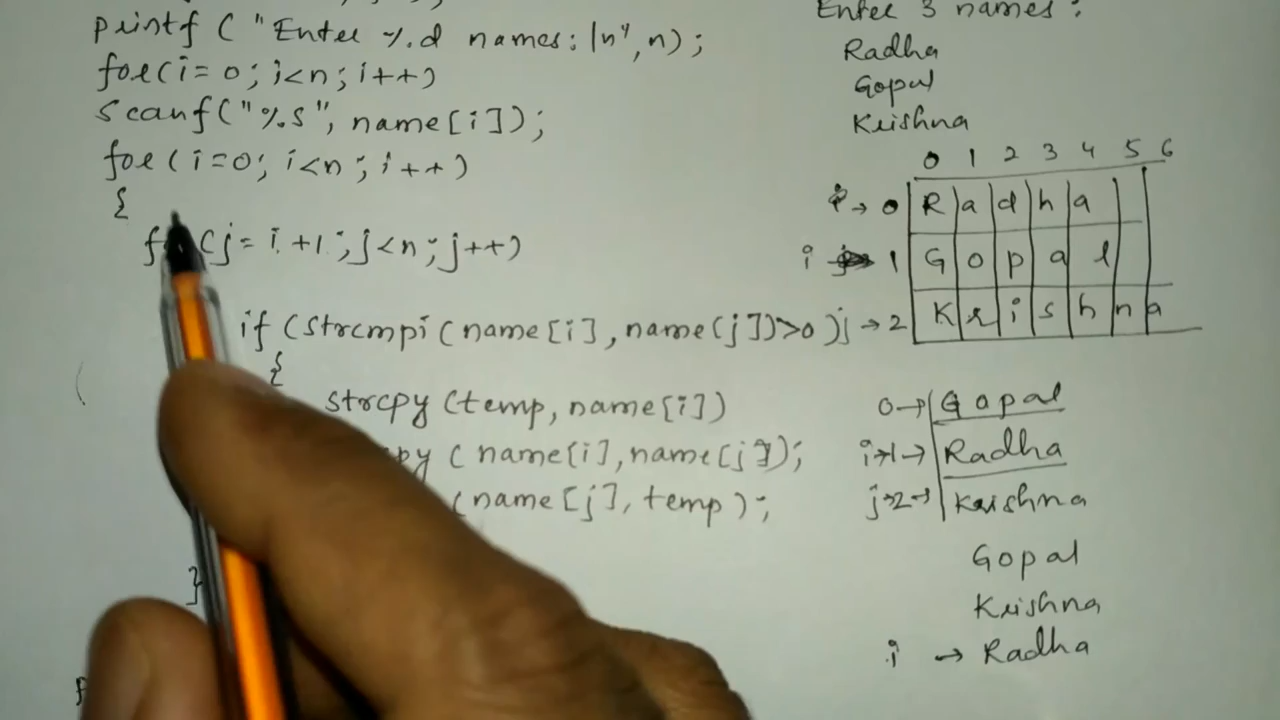 printf ( "Enter %d names: \n", n) ;
for(i= 0; i<n; i++)
scanf("%s", name[i]);
for(i=0; i<n ; i++)
{
(j= i +1 ;j<n;j++)
if (strcmpi (name[i], name[j])>0)
{
strcpy (temp, name[i])
py ( name[i], name[j]);
(name[j], temp );
}
Enter 3 names:
Radha
Gopal
Krishna
0 1 2 3 4 5 6
→ 0 R a d h a
i → 1 G o p a l
j → 2 K r i s h n a
0→ Gopal
i→1→ Radha
j→2→ Krishna
Gopal
Krishna
i → Radha